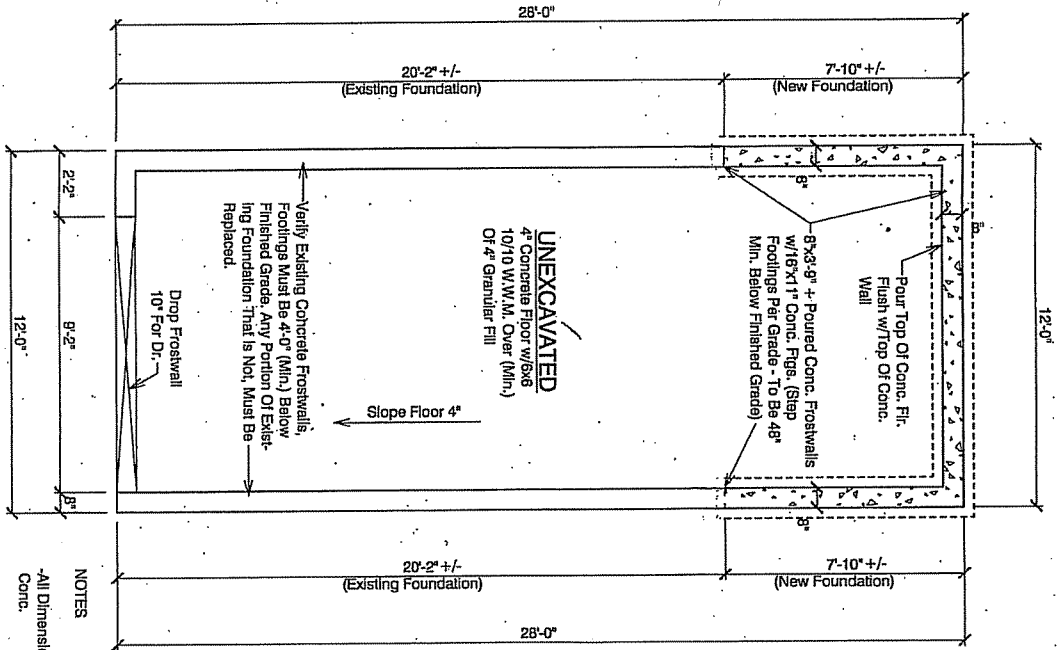 28'-0"
20'-2" +/-
(Existing Foundation)
7'-10" +/-
(New Foundation)
12'-0"
8"
8"
Pour Top Of Conc. Flr.
Flush w/Top Of Conc.
Wall
8"x3'-9" + Poured Conc. Frostwalls
w/16"x11" Conc. Ftgs. (Step
Footings Per Grade - To Be 48"
Min. Below Finished Grade)
8"
UNEXCAVATED
4" Concrete Floor w/6x6
10/10 W.W.M. Over (Min.)
Of 4" Granular Fill
Slope Floor 4"
Verify Existing Concrete Frostwalls,
Footings Must Be 4'-0" (Min.) Below
Finished Grade. Any Portion Of Exist-
ing Foundation That Is Not, Must Be
Replaced.
Drop Frostwall
10" For Dr.
2'-2"
9'-2"
8"
12'-0"
20'-2" +/-
(Existing Foundation)
7'-10" +/-
(New Foundation)
28'-0"
NOTES
-All Dimensi
Conc.